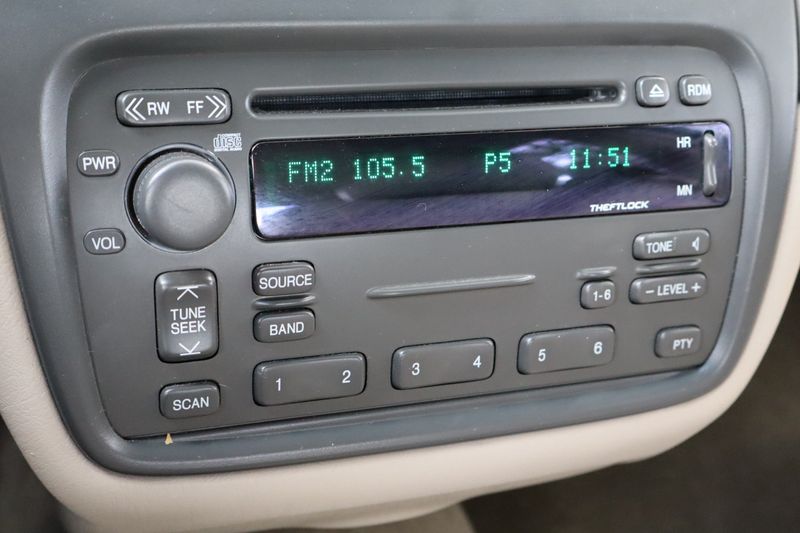 RW FF
RDM
DISC
PWR
FM2 105.5 P5 11:51
HR
MN
THEFTLOCK
VOL
TONE
SOURCE
TUNE
SEEK
1-6
- LEVEL +
BAND
PTY
1 2
3 4
5 6
SCAN